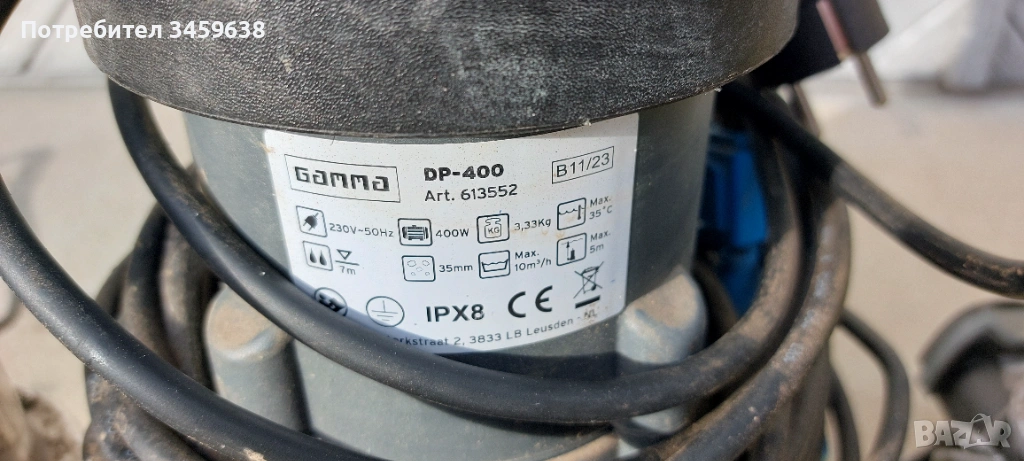 Потребител 3459638
GAMMA
DP-400
B11/23
Art. 613552
230V~50Hz
400W
KG
3,33Kg
Max. 35°C
7m
35mm
Max. 10m³/h
Max. 5m
IPX8 CE
2, 3833 LB Leusden - NL
BAZAR